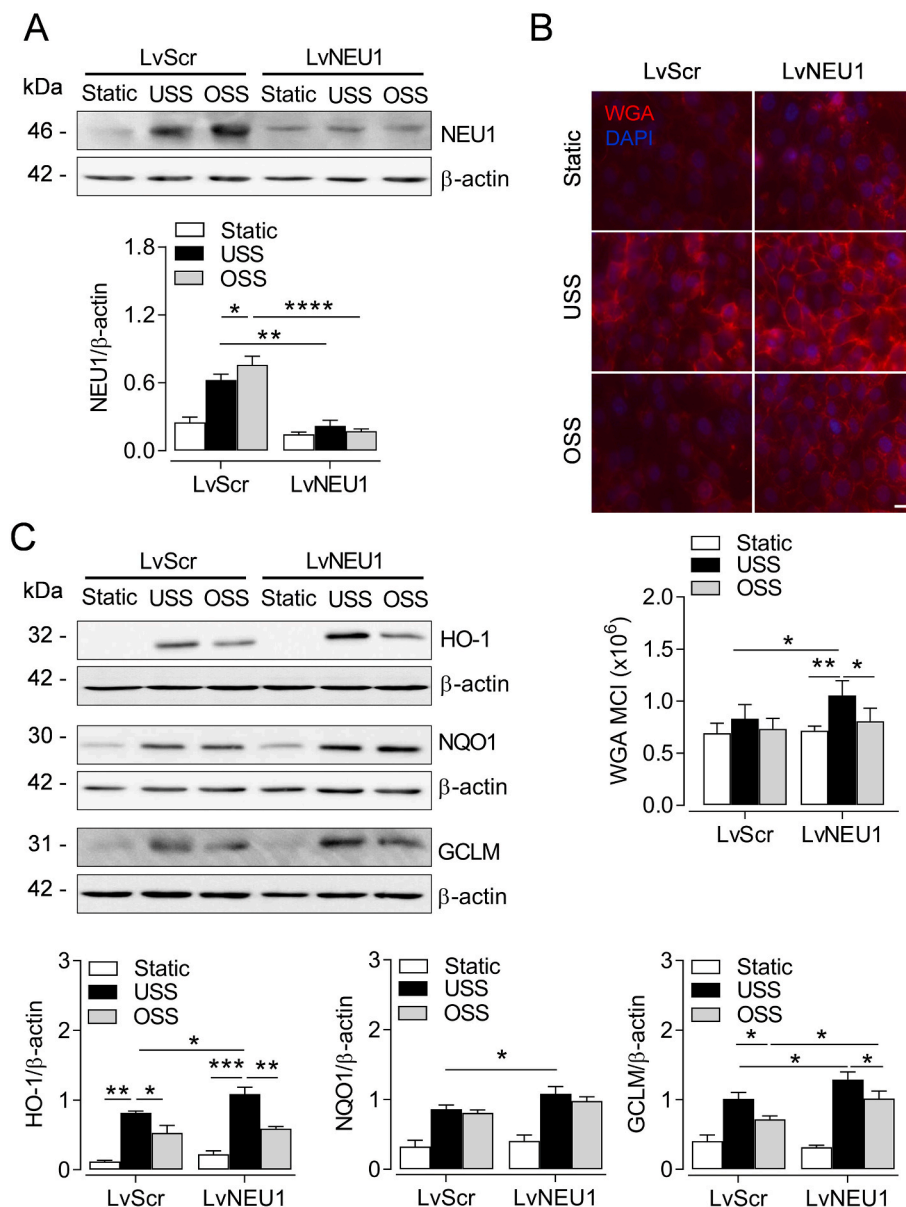 A
LvScr LvNEU1
kDa Static USS OSS Static USS OSS
46 - NEU1
42 - β-actin
Static
USS
OSS
NEU1/β-actin
1.8
1.2
0.6
0.0
* ****
**
LvScr LvNEU1
B
LvScr LvNEU1
Static
WGA
DAPI
USS
OSS
Static
USS
OSS
WGA MCI (x10⁶)
2.0
1.5
1.0
0.5
0.0
*
** *
LvScr LvNEU1
C
LvScr LvNEU1
kDa Static USS OSS Static USS OSS
32 - HO-1
42 - β-actin
30 - NQO1
42 - β-actin
31 - GCLM
42 - β-actin
Static
USS
OSS
HO-1/β-actin
3
2
1
0
*
** * *** **
LvScr LvNEU1
Static
USS
OSS
NQO1/β-actin
3
2
1
0
*
LvScr LvNEU1
Static
USS
OSS
GCLM/β-actin
3
2
1
0
* *
* *
LvScr LvNEU1